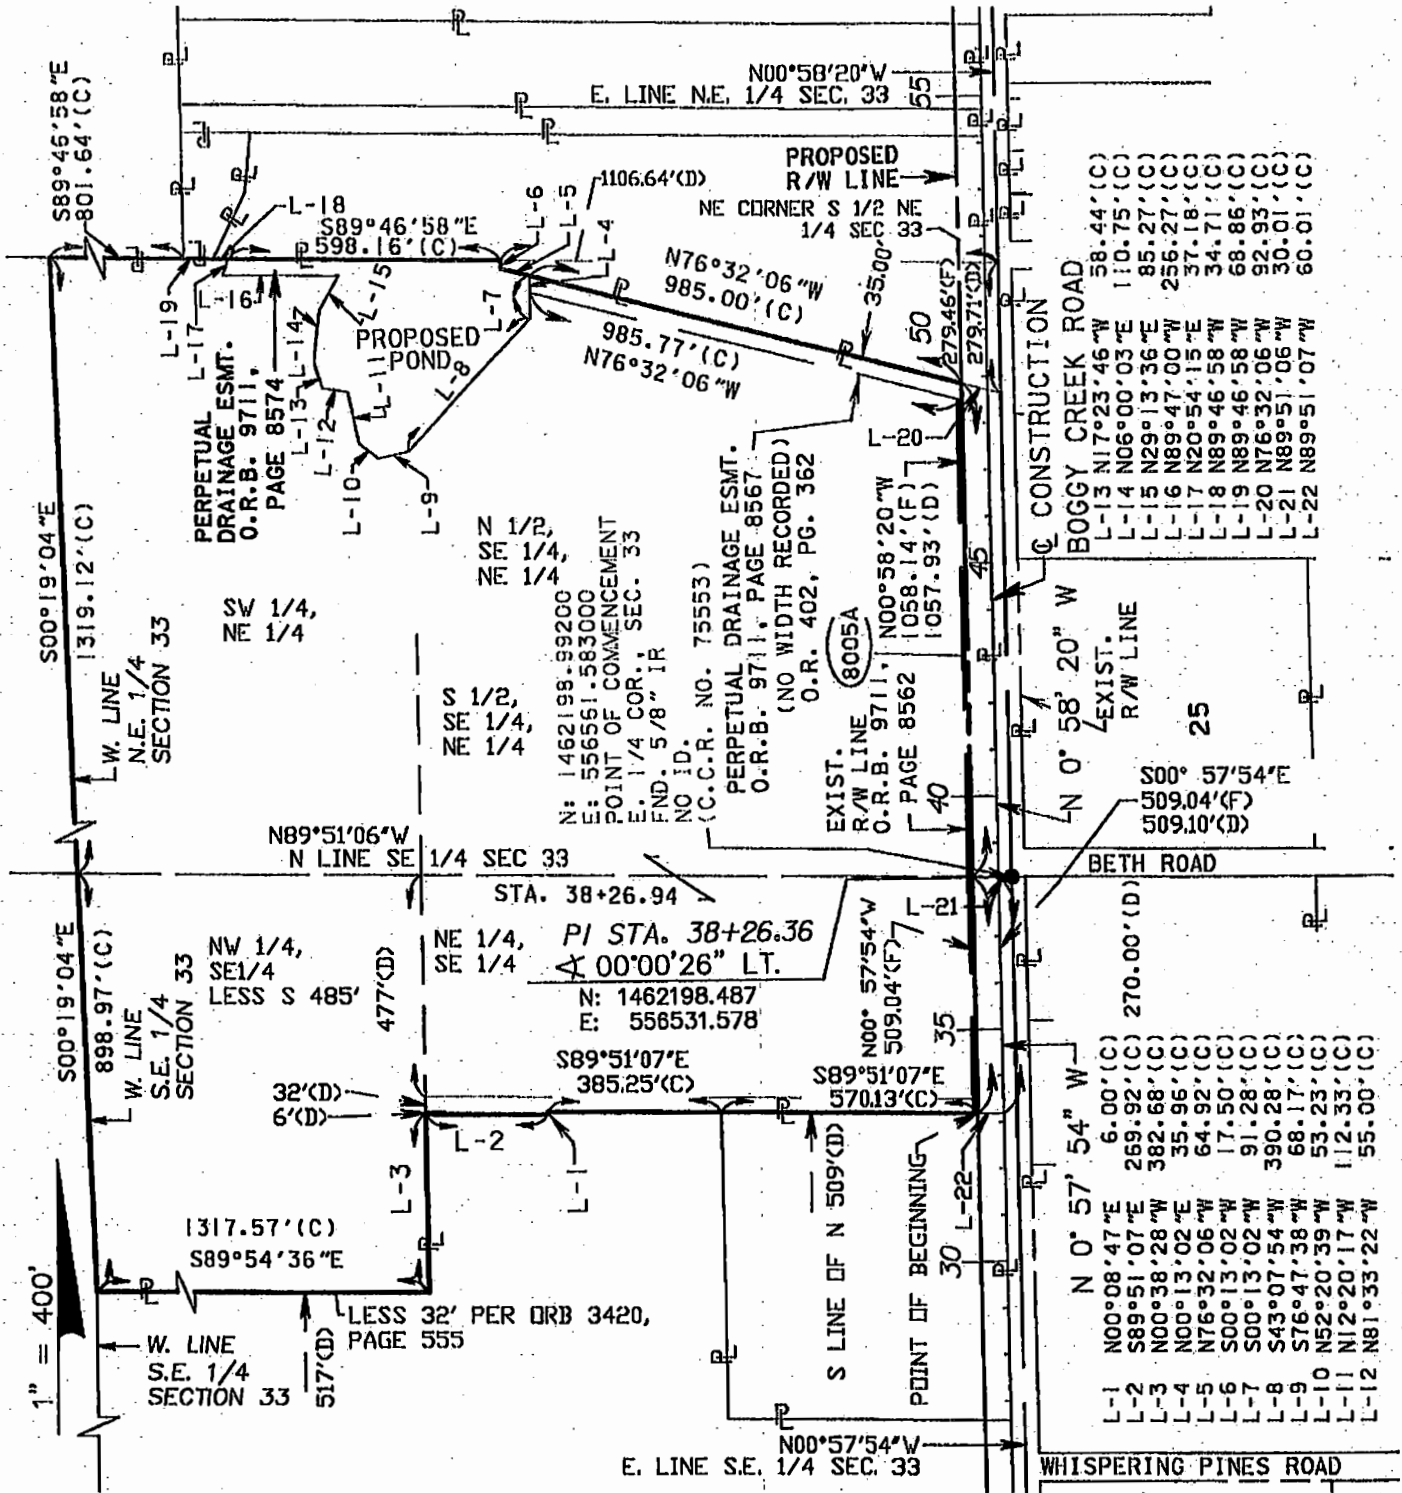 N00°58'20"W
E. LINE N.E. 1/4 SEC. 33
55
S89°46'58"E
801.64'(C)
PROPOSED
R/W LINE
1106.64'(D)
L-6
L-5
L-4
NE CORNER S 1/2 NE
1/4 SEC 33
L-18
S89°46'58"E
598.16'(C)
N76°32'06"W
985.00'(C)
35.00'
985.77'(C)
N76°32'06"W
279.46'(F)
279.71'(D)
50
L-19
L-17
L-16
L-15
L-14
L-7
PROPOSED
POND
L-8
L-11
L-13
L-12
L-10
L-9
PERPETUAL
DRAINAGE ESMT.
O.R.B. 9711,
PAGE 8574
L-20
℄ CONSTRUCTION
BOGGY CREEK ROAD
L-13 N17°23'46"W 58.44'(C)
L-14 N06°00'03"E 110.75'(C)
L-15 N29°13'36"E 85.27'(C)
L-16 N89°47'00"W 256.27'(C)
L-17 N20°54'15"E 37.18'(C)
L-18 N89°46'58"W 34.71'(C)
L-19 N89°46'58"W 68.86'(C)
L-20 N76°32'06"W 92.93'(C)
L-21 N89°51'06"W 30.01'(C)
L-22 N89°51'07"W 60.01'(C)
S00°19'04"E
1319.12'(C)
W. LINE
N.E. 1/4
SECTION 33
SW 1/4,
NE 1/4
N 1/2,
SE 1/4,
NE 1/4
S 1/2,
SE 1/4,
NE 1/4
N: 1462198.99200
E: 556561.583000
POINT OF COMMENCEMENT
E. 1/4 COR., SEC. 33
FND. 5/8" IR
NO ID.
(C.C.R. NO. 75553)
PERPETUAL DRAINAGE ESMT.
O.R.B. 9711, PAGE 8567
(NO WIDTH RECORDED)
O.R. 402, PG. 362
8005A
EXIST.
R/W LINE
O.R.B. 9711,
PAGE 8562
N00°58'20"W
1058.14'(F)
1057.93'(D)
45
40
N 0° 58' 20" W
EXIST.
R/W LINE
25
S00° 57'54"E
509.04'(F)
509.10'(D)
BETH ROAD
N89°51'06"W
N LINE SE 1/4 SEC 33
STA. 38+26.94
PI STA. 38+26.36
00°00'26" LT.
N: 1462198.487
E: 556531.578
L-21
N00° 57'54"W
509.04'(F)
35
270.00'(D)
S00°19'04"E
898.97'(C)
W. LINE
S.E. 1/4
SECTION 33
NW 1/4,
SE1/4
LESS S 485'
477'(D)
NE 1/4,
SE 1/4
32'(D)
6'(D)
S89°51'07"E
385.25'(C)
S89°51'07"E
570.13'(C)
L-2
L-3
L-1
S LINE OF N 509'(D)
POINT OF BEGINNING
L-22
30
N 0° 57' 54" W
L-1 N00°08'47"E 6.00'(C)
L-2 S89°51'07"E 269.92'(C)
L-3 N00°38'28"W 382.68'(C)
L-4 N00°13'02"E 35.96'(C)
L-5 N76°32'06"W 64.92'(C)
L-6 S00°13'02"W 17.50'(C)
L-7 S00°13'02"W 91.28'(C)
L-8 S43°07'54"W 390.28'(C)
L-9 S76°47'38"W 68.17'(C)
L-10 N52°20'39"W 53.23'(C)
L-11 N12°20'17"W 112.33'(C)
L-12 N81°33'22"W 55.00'(C)
1317.57'(C)
S89°54'36"E
1" = 400'
W. LINE
S.E. 1/4
SECTION 33
517'(D)
LESS 32' PER ORB 3420,
PAGE 555
N00°57'54"W
E. LINE S.E. 1/4 SEC. 33
WHISPERING PINES ROAD